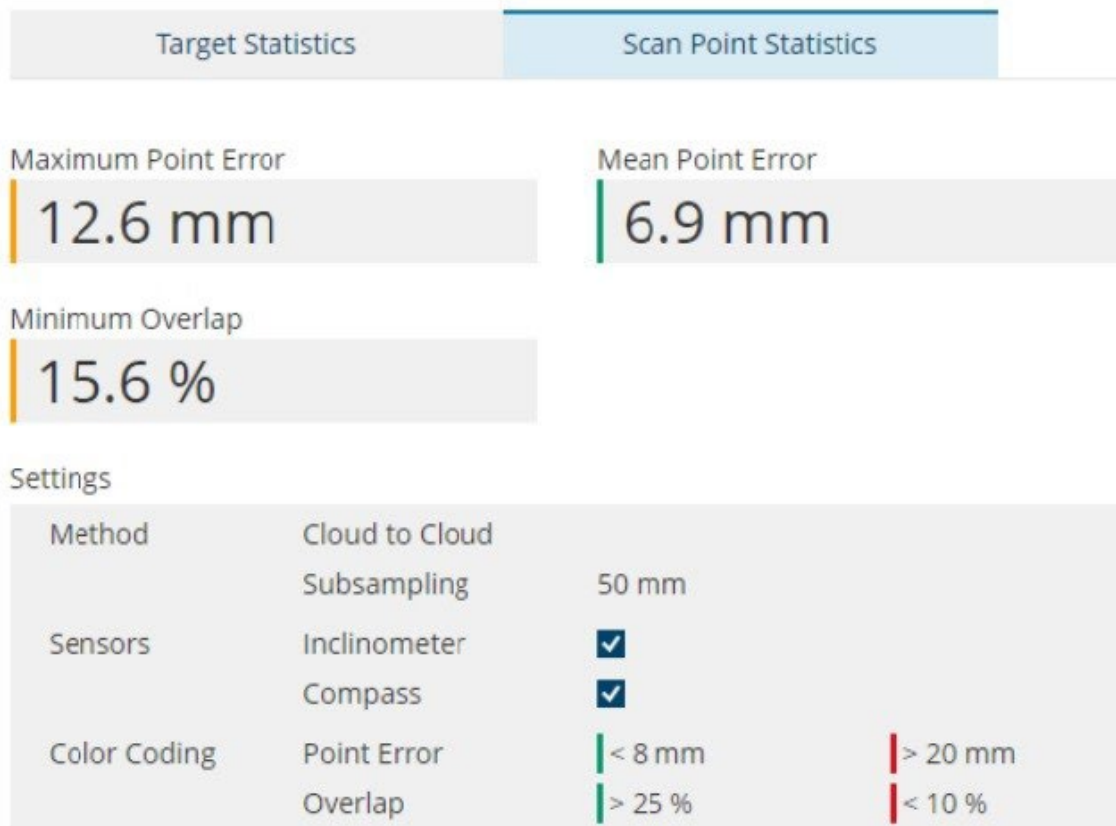 Target Statistics Scan Point Statistics
Maximum Point Error Mean Point Error
12.6 mm 6.9 mm
Minimum Overlap
15.6 %
Settings
Method Cloud to Cloud
Subsampling 50 mm
Sensors Inclinometer
Compass
Color Coding Point Error < 8 mm > 20 mm
Overlap > 25 % < 10 %